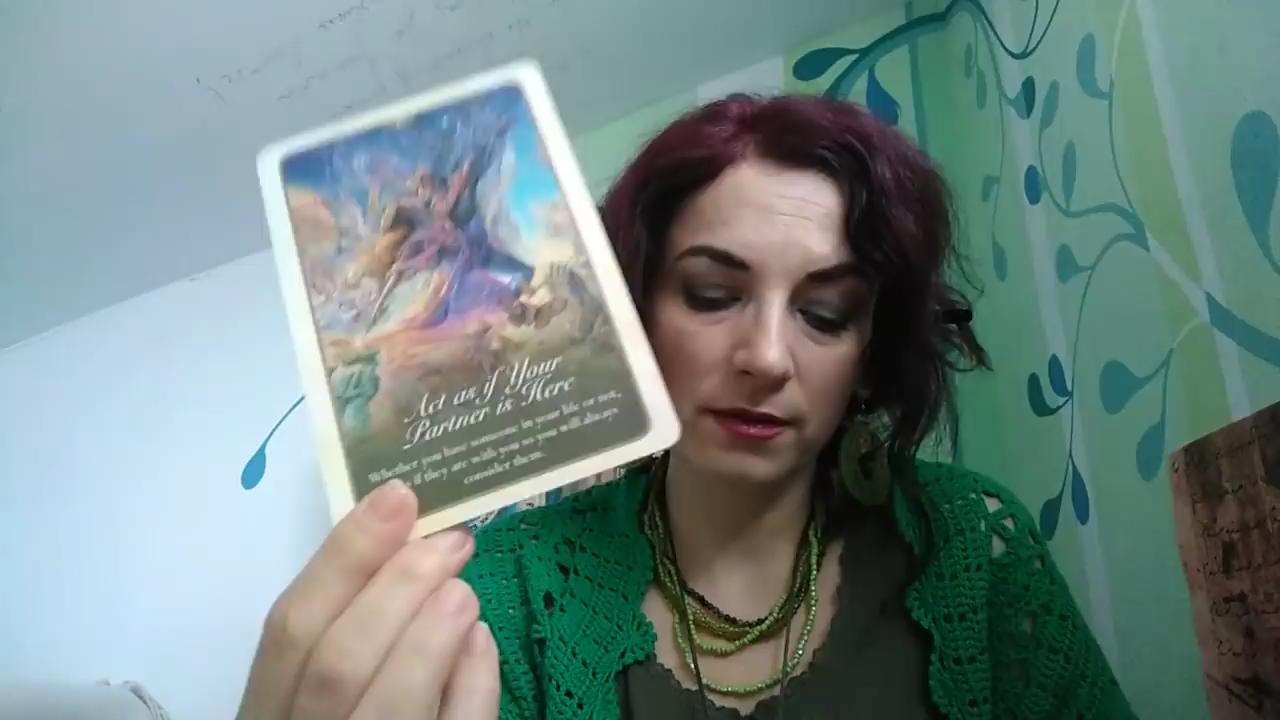 Act as if Your
Partner is Here
Whether you have someone in your life or not,
if they are with you so you will always
consider them.